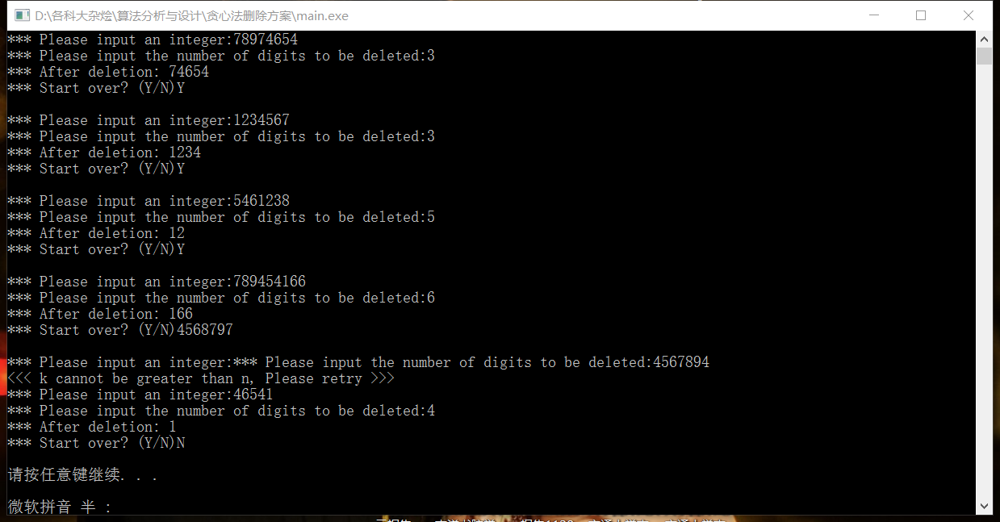 D:\各科大杂烩\算法分析与设计\贪心法删除方案\main.exe
*** Please input an integer:78974654
*** Please input the number of digits to be deleted:3
*** After deletion: 74654
*** Start over? (Y/N)Y
*** Please input an integer:1234567
*** Please input the number of digits to be deleted:3
*** After deletion: 1234
*** Start over? (Y/N)Y
*** Please input an integer:5461238
*** Please input the number of digits to be deleted:5
*** After deletion: 12
*** Start over? (Y/N)Y
*** Please input an integer:789454166
*** Please input the number of digits to be deleted:6
*** After deletion: 166
*** Start over? (Y/N)4568797
*** Please input an integer:*** Please input the number of digits to be deleted:4567894
<<< k cannot be greater than n, Please retry >>>
*** Please input an integer:46541
*** Please input the number of digits to be deleted:4
*** After deletion: 1
*** Start over? (Y/N)N
请按任意键继续. . .
微软拼音 半 :